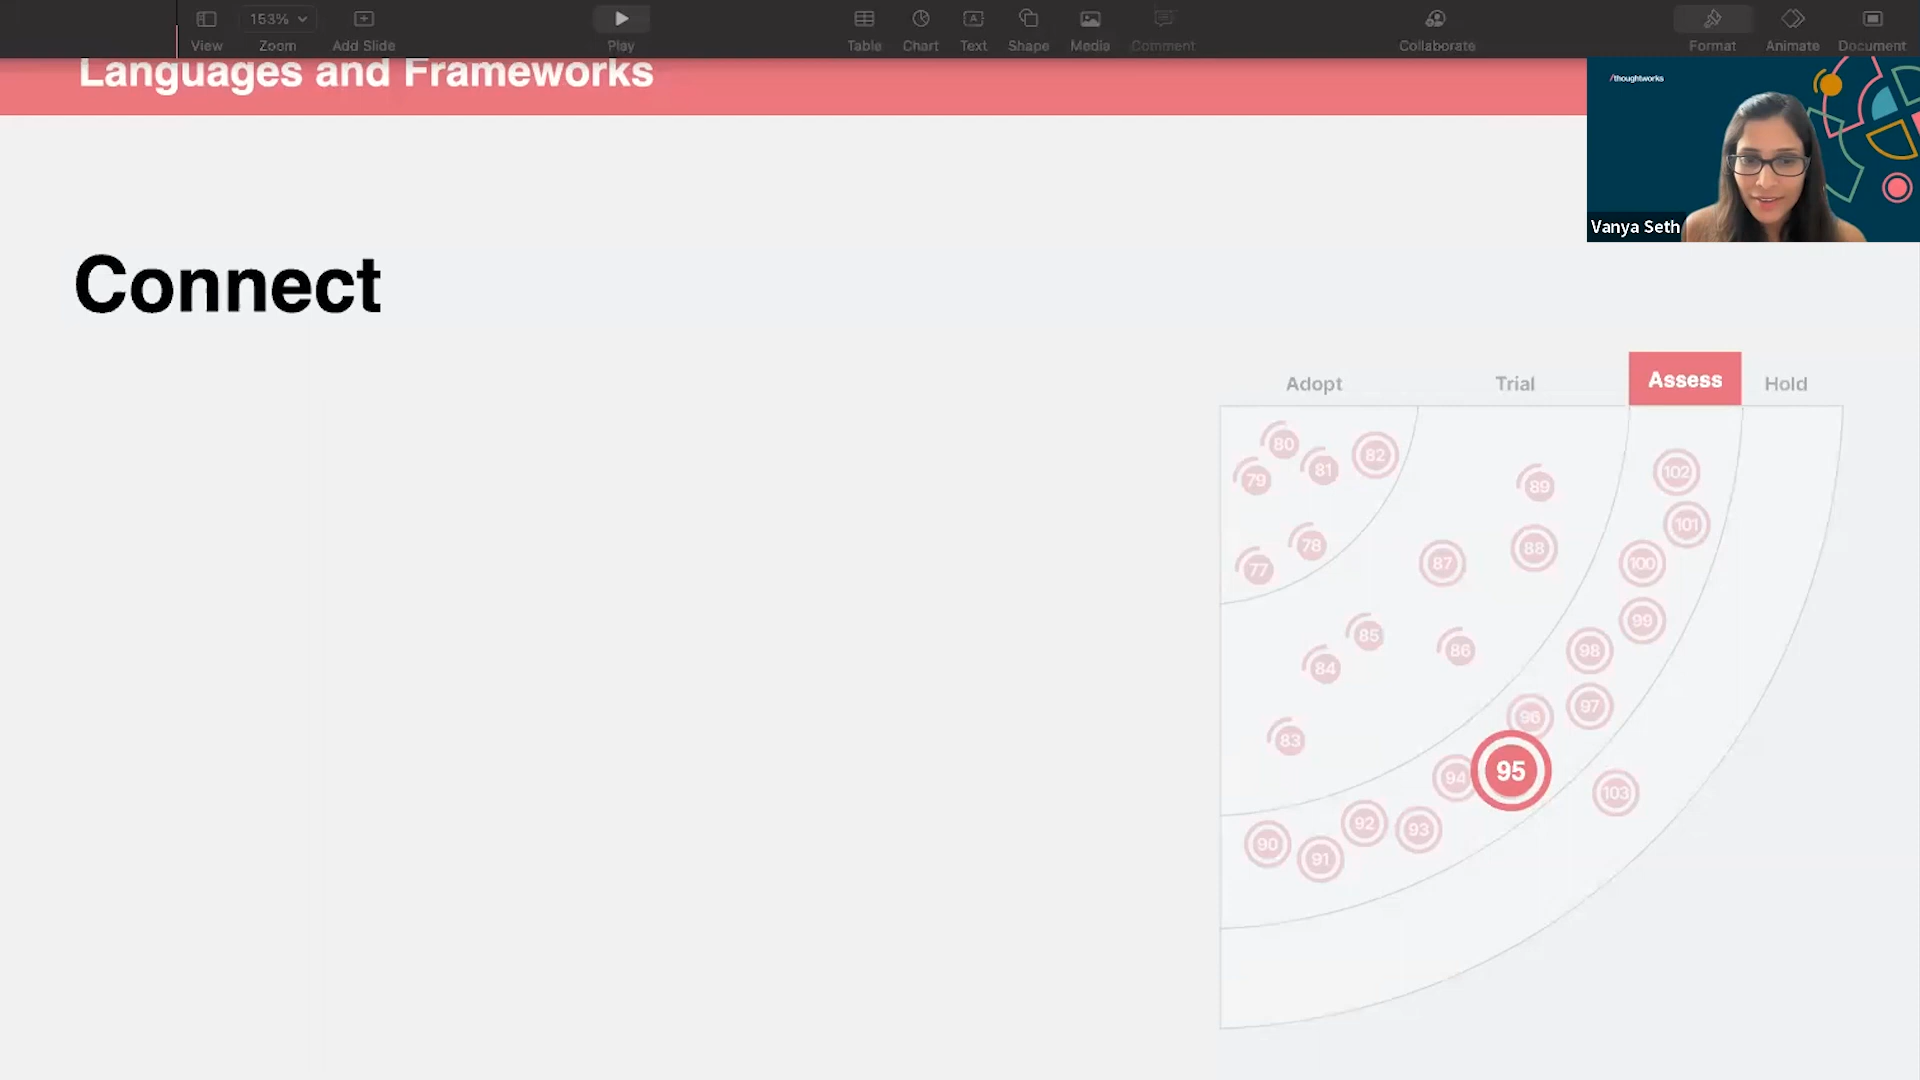 153%
View
Zoom
Add Slide
Play
Table
Chart
Text
Shape
Media
Comment
Collaborate
Format
Animate
Document
Languages and Frameworks
/thoughtworks
Vanya Seth
Connect
Adopt
Trial
Assess
Hold
80
82
81
79
78
77
89
88
87
85
86
84
83
102
101
100
99
98
97
96
95
94
93
92
91
90
103